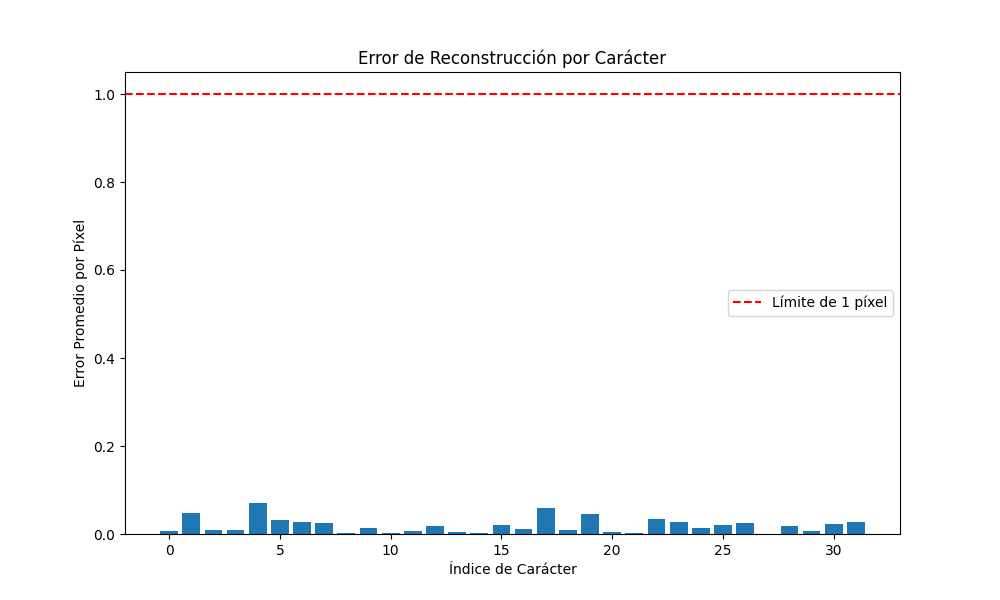 Error de Reconstrucción por Carácter
Error Promedio por Píxel
1.0
0.8
0.6
0.4
0.2
0.0
Límite de 1 píxel
0 5 10 15 20 25 30
Índice de Carácter